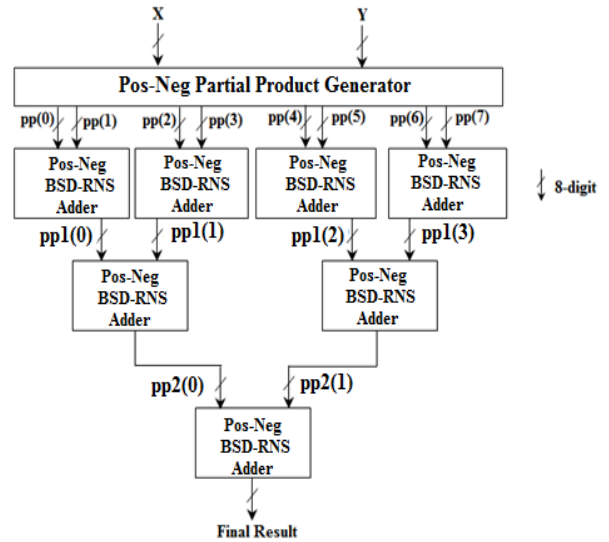 X Y
Pos-Neg Partial Product Generator
pp(0) pp(1) pp(2) pp(3) pp(4) pp(5) pp(6) pp(7)
Pos-Neg
BSD-RNS
Adder
Pos-Neg
BSD-RNS
Adder
Pos-Neg
BSD-RNS
Adder
Pos-Neg
BSD-RNS
Adder
8-digit
pp1(0) pp1(1) pp1(2) pp1(3)
Pos-Neg
BSD-RNS
Adder
Pos-Neg
BSD-RNS
Adder
pp2(0) pp2(1)
Pos-Neg
BSD-RNS
Adder
Final Result